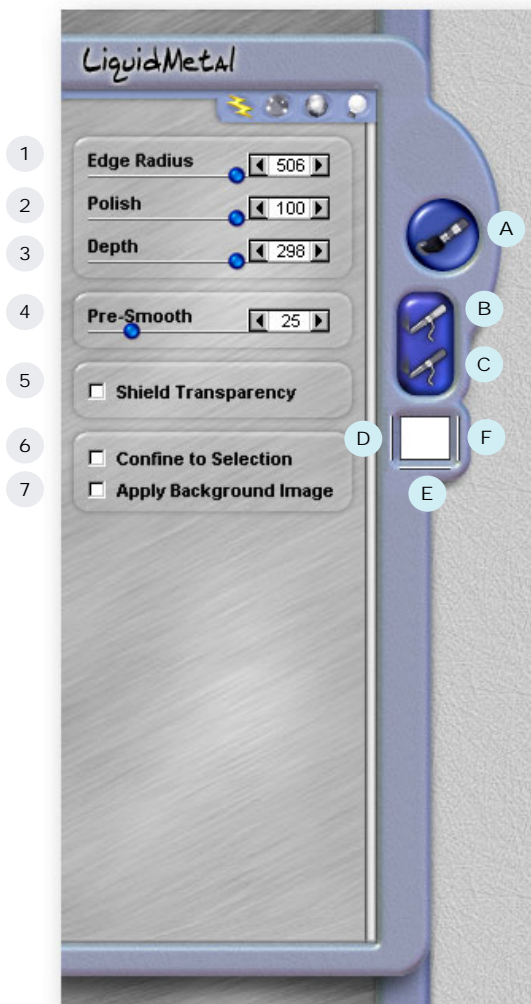 LiquidMetal
1 Edge Radius 506
2 Polish 100
A
3 Depth 298
4 Pre-Smooth 25
B
C
5 Shield Transparency
D F
6 Confine to Selection
7 Apply Background Image
E